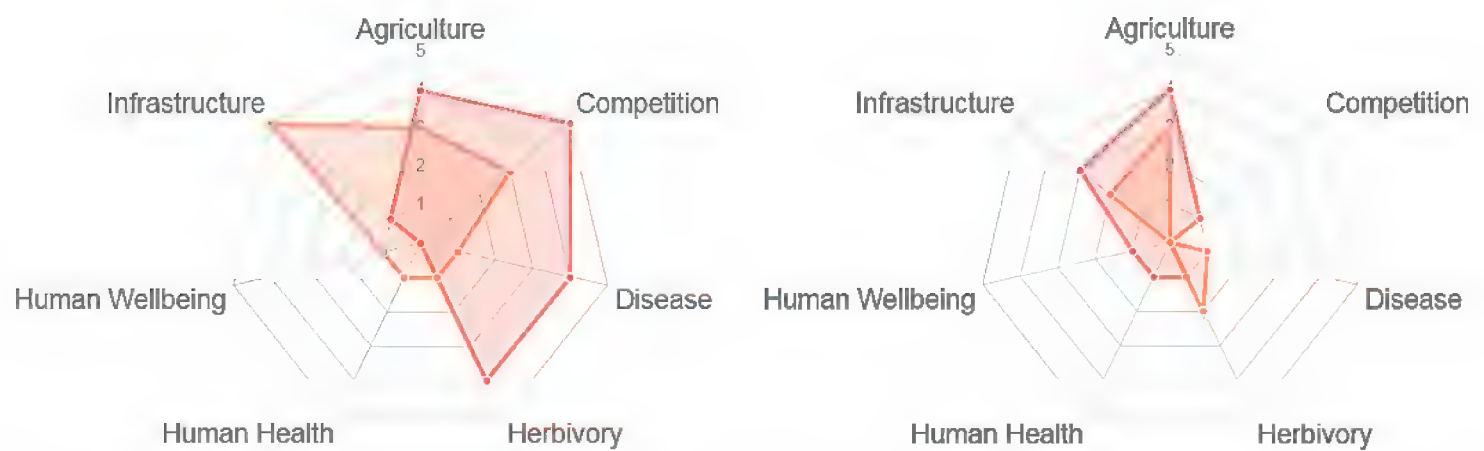 Agriculture
5
Infrastructure
Competition
3
2
1
Human Wellbeing
Disease
Human Health
Herbivory
Agriculture
5
Infrastructure
Competition
Human Wellbeing
Disease
Human Health
Herbivory